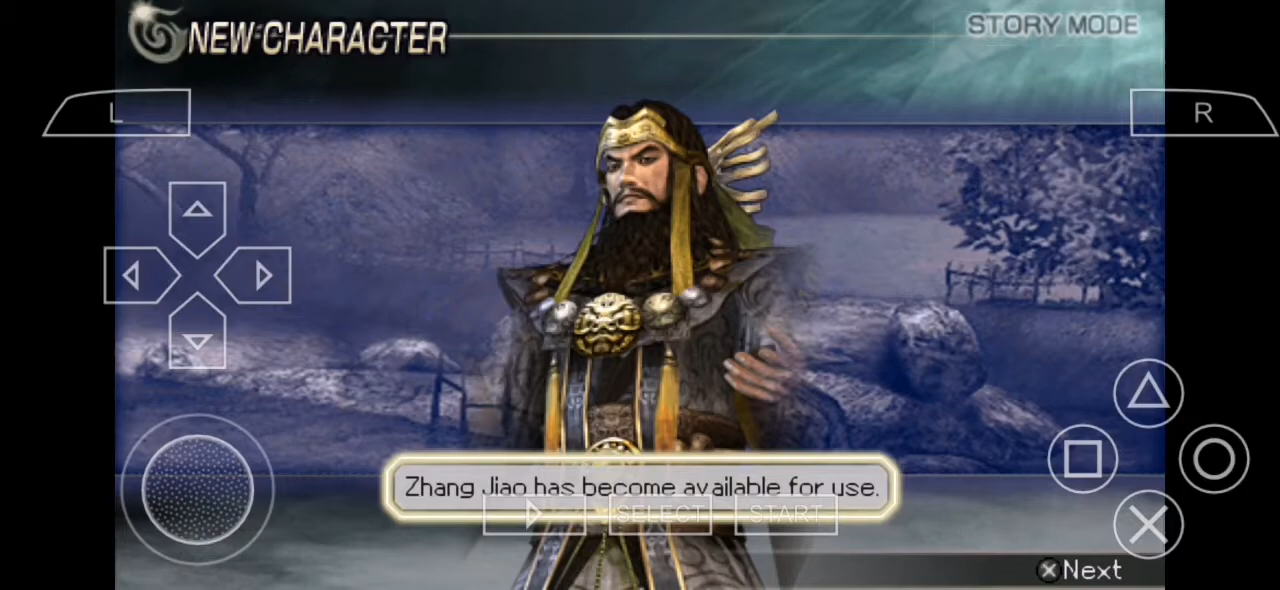 NEW CHARACTER
STORY MODE
L
R
Zhang Jiao has become available for use.
SELECT
START
Next